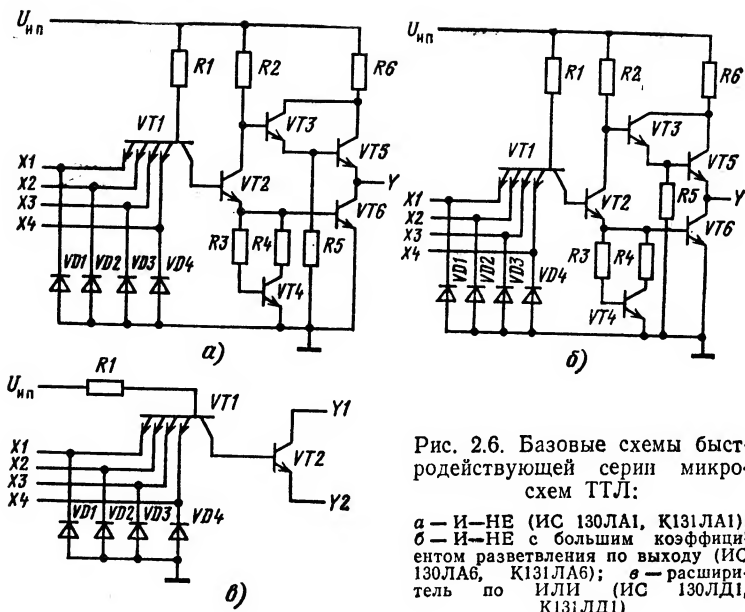 Uип
R1
R2
R6
VT3
VT1
VT5
X1
X2
X3
X4
VT2
Y
VT6
R3
R4
R5
VD1
VD2
VD3
VD4
VT4
а)
Uип
R1
R2
R6
VT3
VT1
VT5
X1
X2
X3
X4
VT2
R5
Y
VT6
R3
R4
VD1
VD2
VD3
VD4
VT4
б)
R1
Uип
VT1
Y1
X1
X2
X3
X4
VT2
VD1
VD2
VD3
VD4
Y2
в)
Рис. 2.6. Базовые схемы быст-
родействующей серии микро-
схем ТТЛ:
а — И—НЕ (ИС 130ЛА1, К131ЛА1)
б — И—НЕ с большим коэффици-
ентом разветвления по выходу (ИС
130ЛА6, К131ЛА6); в — расшири-
тель по ИЛИ (ИС 130ЛД1,
К131ЛД1)